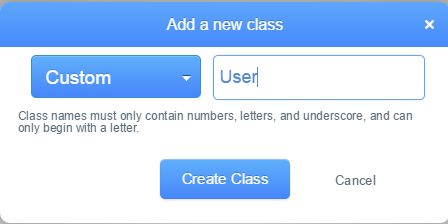 Add a new class ×
Custom User
Class names must only contain numbers, letters, and underscore, and can
only begin with a letter.
Create Class Cancel